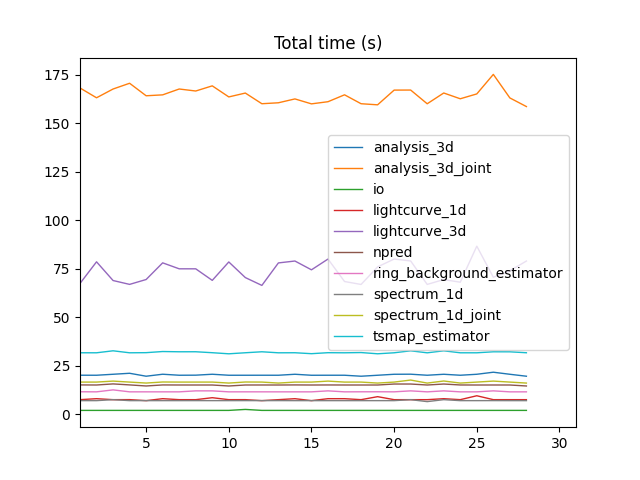 Total time (s)
175
150
125
100
75
50
25
0
analysis_3d
analysis_3d_joint
io
lightcurve_1d
lightcurve_3d
npred
ring_background_estimator
spectrum_1d
spectrum_1d_joint
tsmap_estimator
5 10 15 20 25 30